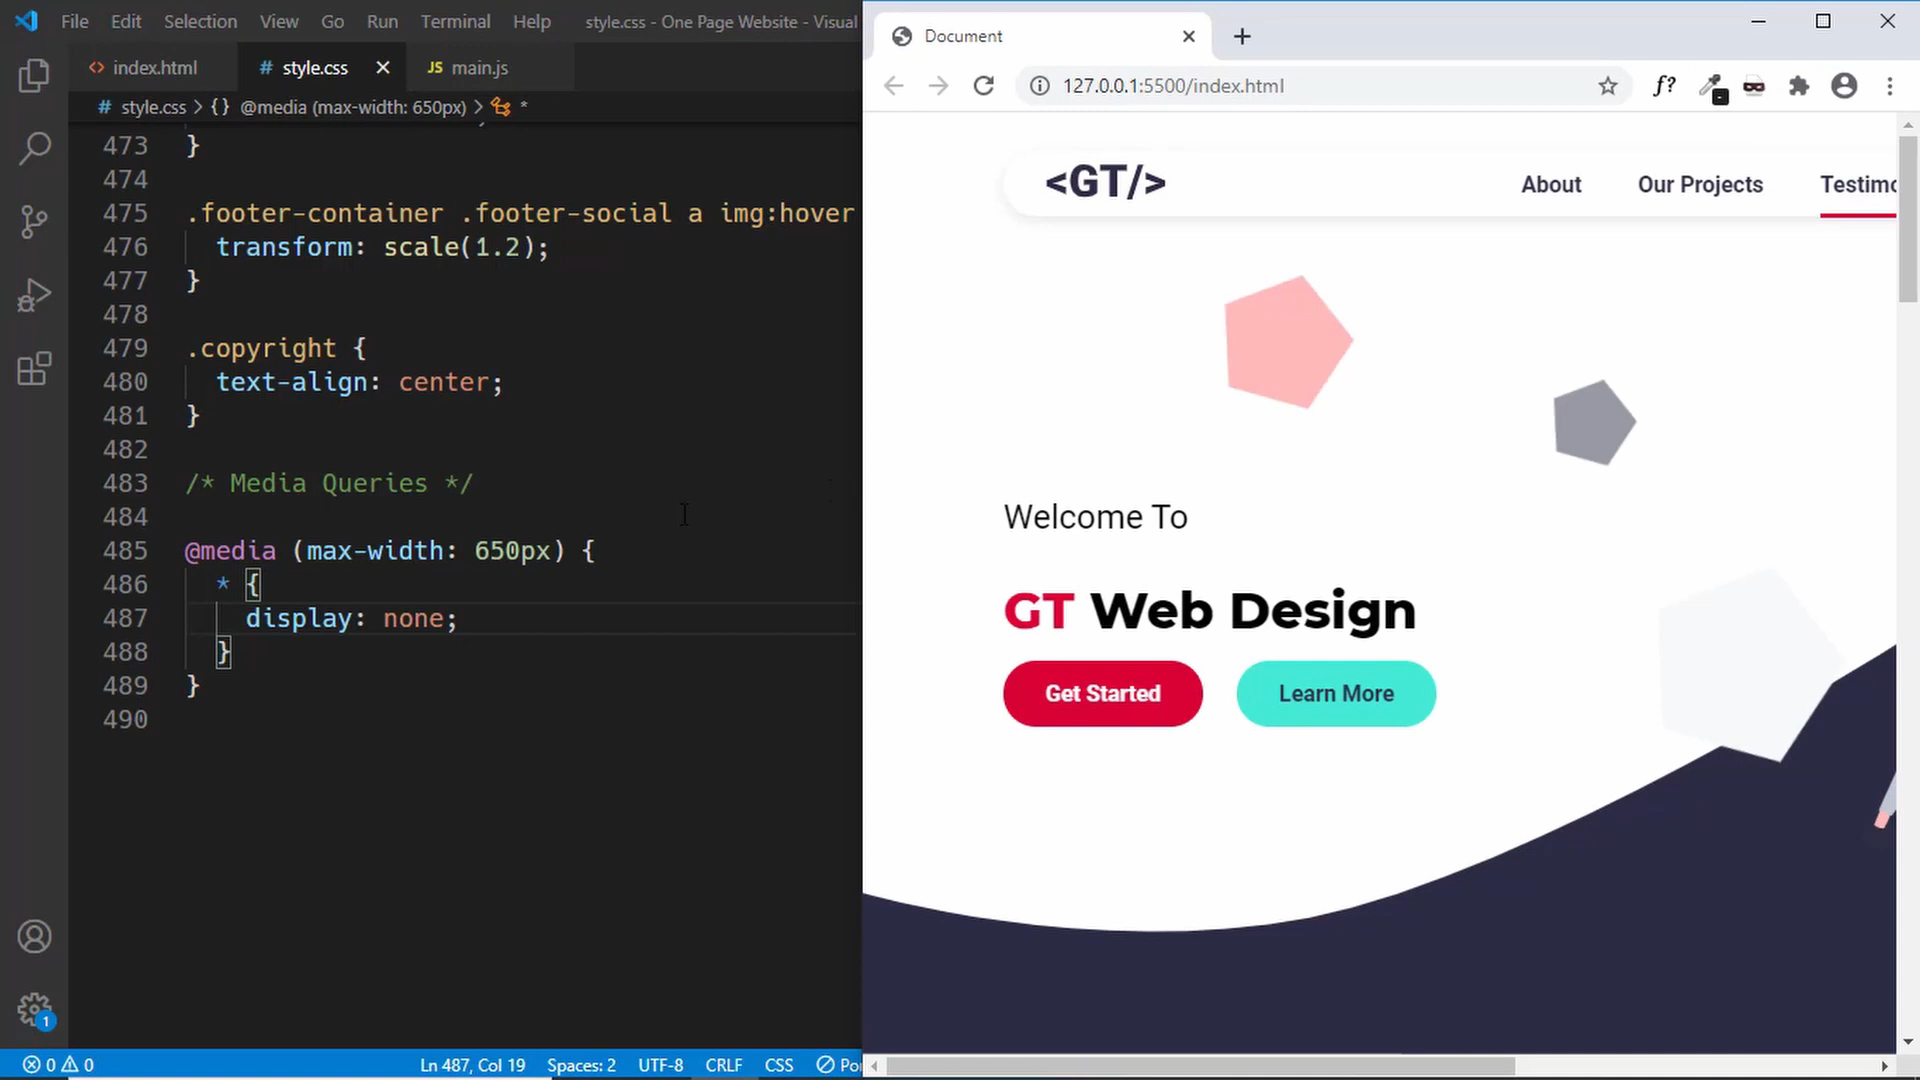 File Edit Selection View Go Run Terminal Help style.css - One Page Website - Visual
index.html
# style.css
JS main.js
# style.css > {} @media (max-width: 650px) > *
473 }
474
475 .footer-container .footer-social a img:hover
476 transform: scale(1.2);
477 }
478
479 .copyright {
480 text-align: center;
481 }
482
483 /* Media Queries */
484
485 @media (max-width: 650px) {
486 * {
487 display: none;
488 }
489 }
490
1
0 0 Ln 487, Col 19 Spaces: 2 UTF-8 CRLF CSS
Document
127.0.0.1:5500/index.html
f?
<GT/> About Our Projects
Welcome To
GT Web Design
Get Started Learn More